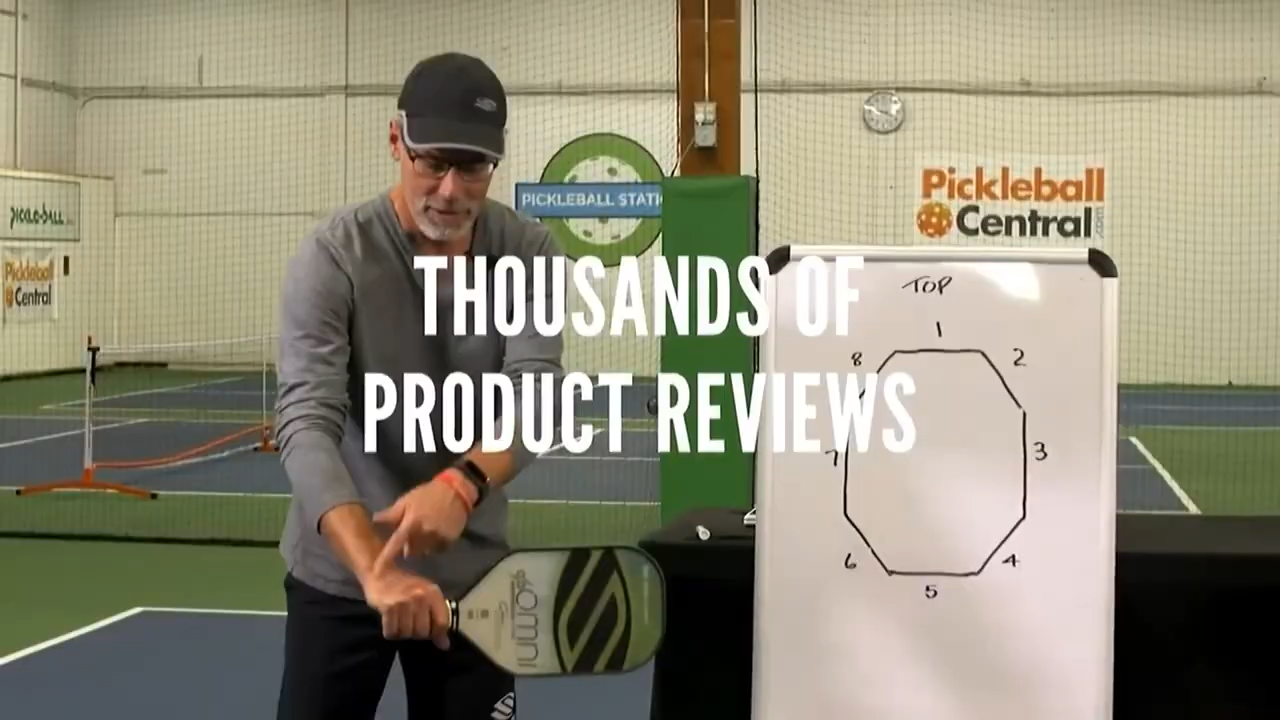 PICKLEBALL STATI
Pickleball
Central
.com
PICKLE-BALL
Pickleball
Central
THOUSANDS OF
PRODUCT REVIEWS
TOP
1
8
2
7
3
6
4
5
omni